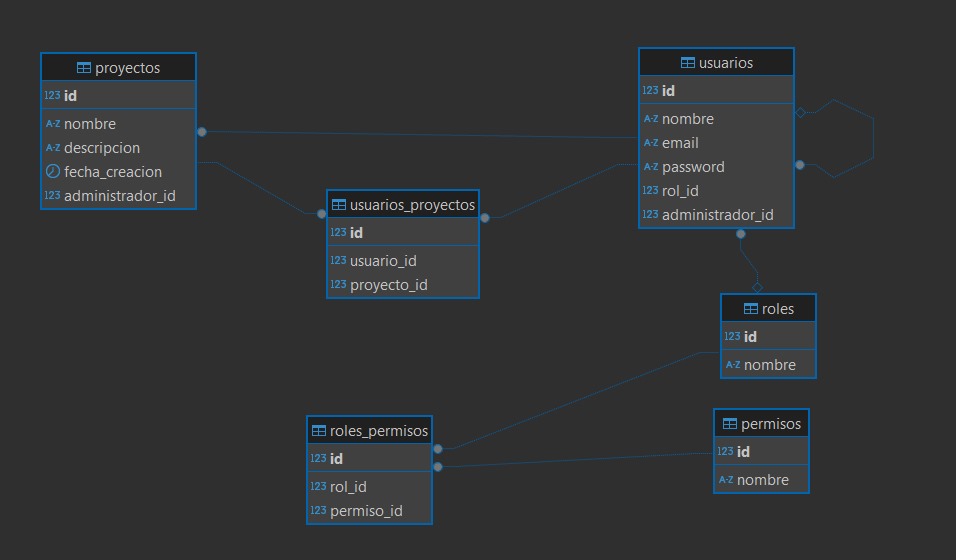 proyectos
123 id
A-Z nombre
A-Z descripcion
fecha_creacion
123 administrador_id
usuarios
123 id
A-Z nombre
A-Z email
A-Z password
123 rol_id
123 administrador_id
usuarios_proyectos
123 id
123 usuario_id
123 proyecto_id
roles
123 id
A-Z nombre
roles_permisos
123 id
123 rol_id
123 permiso_id
permisos
123 id
A-Z nombre